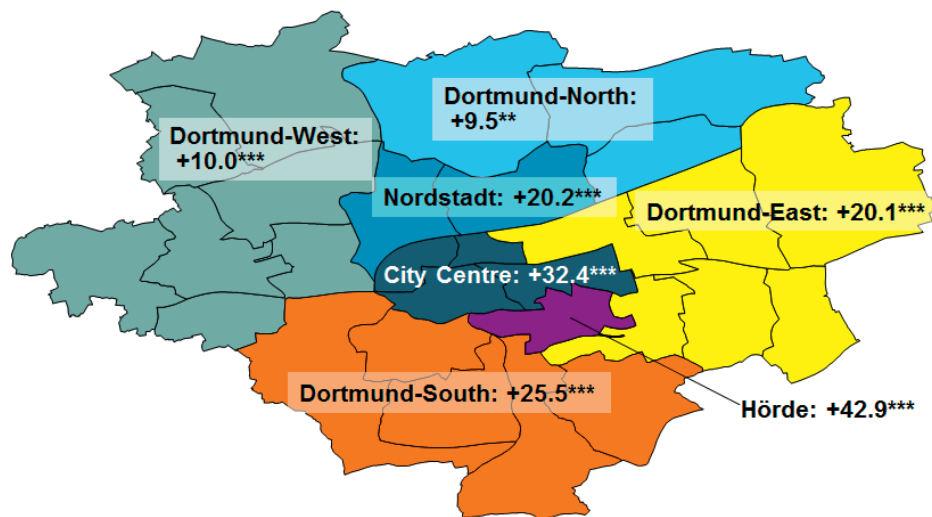 Dortmund-North:
+9.5**
Dortmund-West:
+10.0***
Nordstadt: +20.2***
Dortmund-East: +20.1***
City Centre: +32.4***
Dortmund-South: +25.5***
Hörde: +42.9***